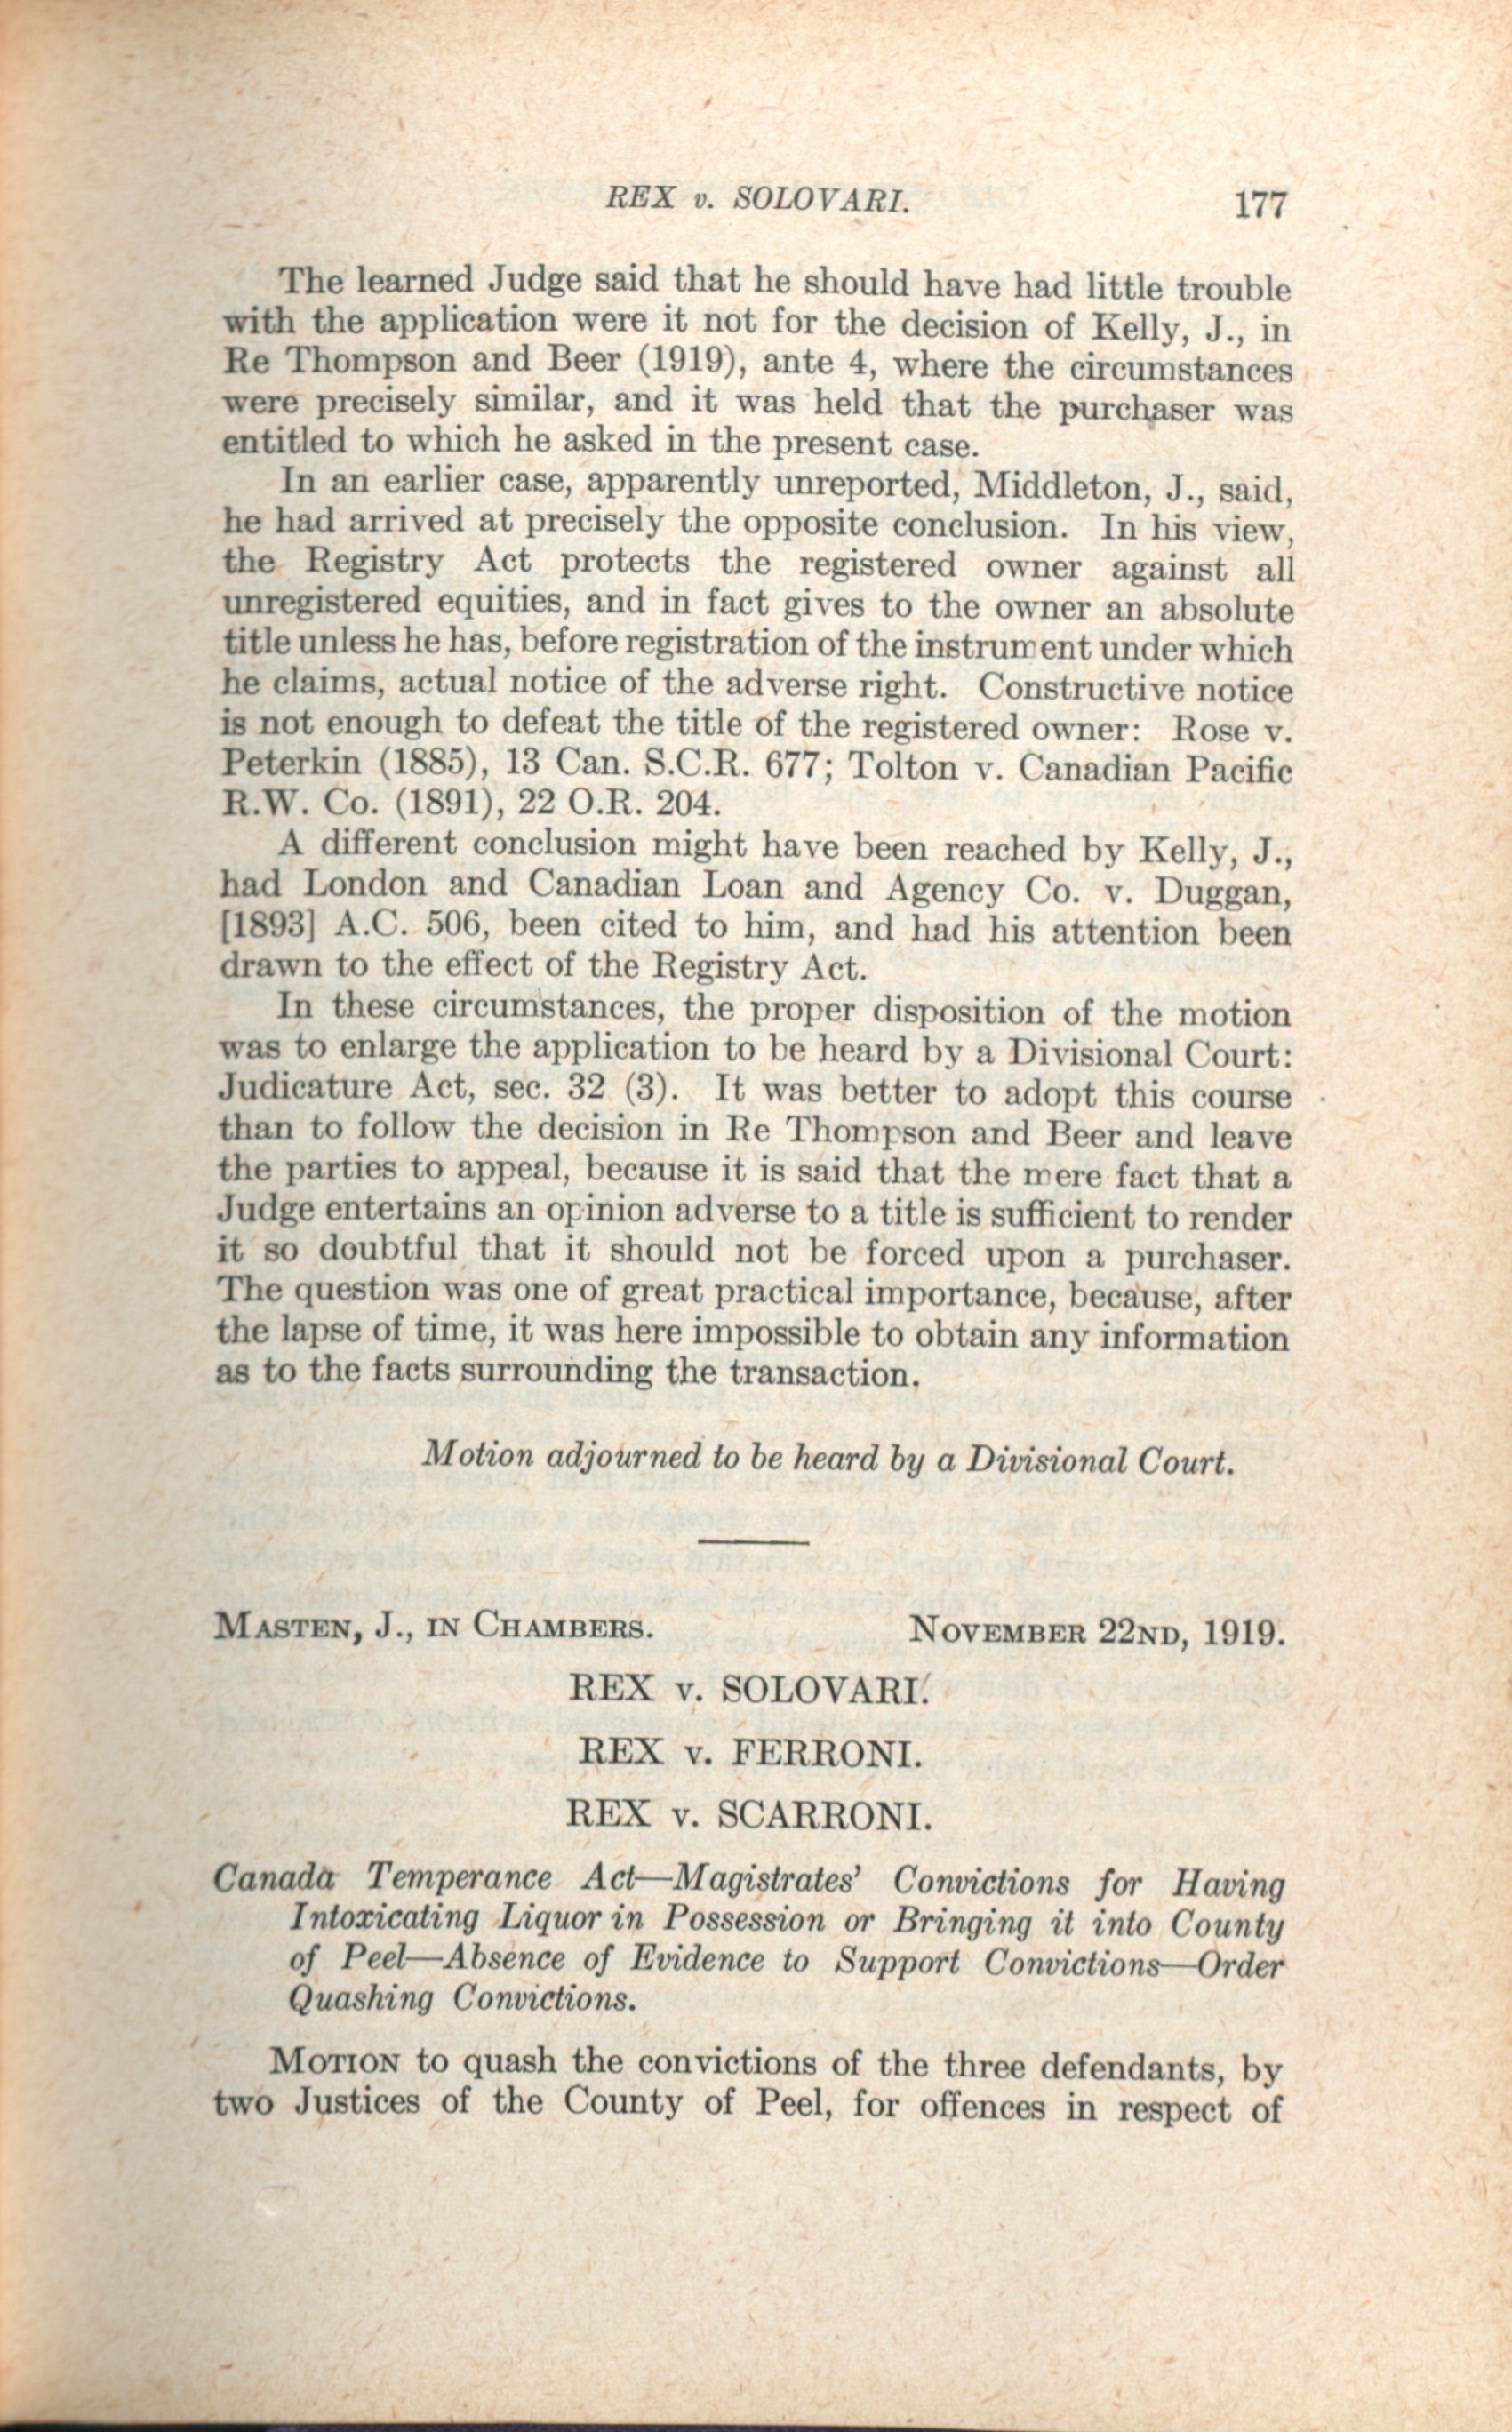 REX v. SOLOVARI. 177
The learned Judge said that he should have had little trouble
with the application were it not for the decision of Kelly, J., in
Re Thompson and Beer (1919), ante 4, where the circumstances
were precisely similar, and it was held that the purchaser was
entitled to which he asked in the present case.
In an earlier case, apparently unreported, Middleton, J., said,
he had arrived at precisely the opposite conclusion. In his view,
the Registry Act protects the registered owner against all
unregistered equities, and in fact gives to the owner an absolute
title unless he has, before registration of the instrument under which
he claims, actual notice of the adverse right. Constructive notice
is not enough to defeat the title of the registered owner: Rose v.
Peterkin (1885), 13 Can. S.C.R. 677; Tolton v. Canadian Pacific
R.W. Co. (1891), 22 O.R. 204.
A different conclusion might have been reached by Kelly, J.,
had London and Canadian Loan and Agency Co. v. Duggan,
[1893] A.C. 506, been cited to him, and had his attention been
drawn to the effect of the Registry Act.
In these circumstances, the proper disposition of the motion
was to enlarge the application to be heard by a Divisional Court:
Judicature Act, sec. 32 (3). It was better to adopt this course
than to follow the decision in Re Thompson and Beer and leave
the parties to appeal, because it is said that the mere fact that a
Judge entertains an opinion adverse to a title is sufficient to render
it so doubtful that it should not be forced upon a purchaser.
The question was one of great practical importance, because, after
the lapse of time, it was here impossible to obtain any information
as to the facts surrounding the transaction.
Motion adjourned to be heard by a Divisional Court.
MASTEN, J., IN CHAMBERS. NOVEMBER 22ND, 1919.
REX v. SOLOVARI.
REX v. FERRONI.
REX v. SCARRONI.
Canada Temperance Act—Magistrates' Convictions for Having
Intoxicating Liquor in Possession or Bringing it into County
of Peel—Absence of Evidence to Support Convictions—Order
Quashing Convictions.
MOTION to quash the convictions of the three defendants, by
two Justices of the County of Peel, for offences in respect of